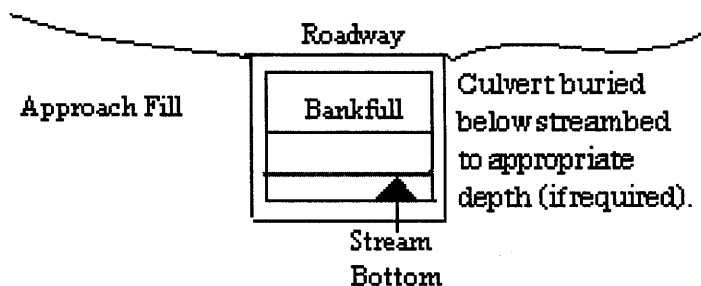 Roadway
Approach Fill
Bankfull
Culvert buried
below streambed
to appropriate
depth (if required).
Stream
Bottom